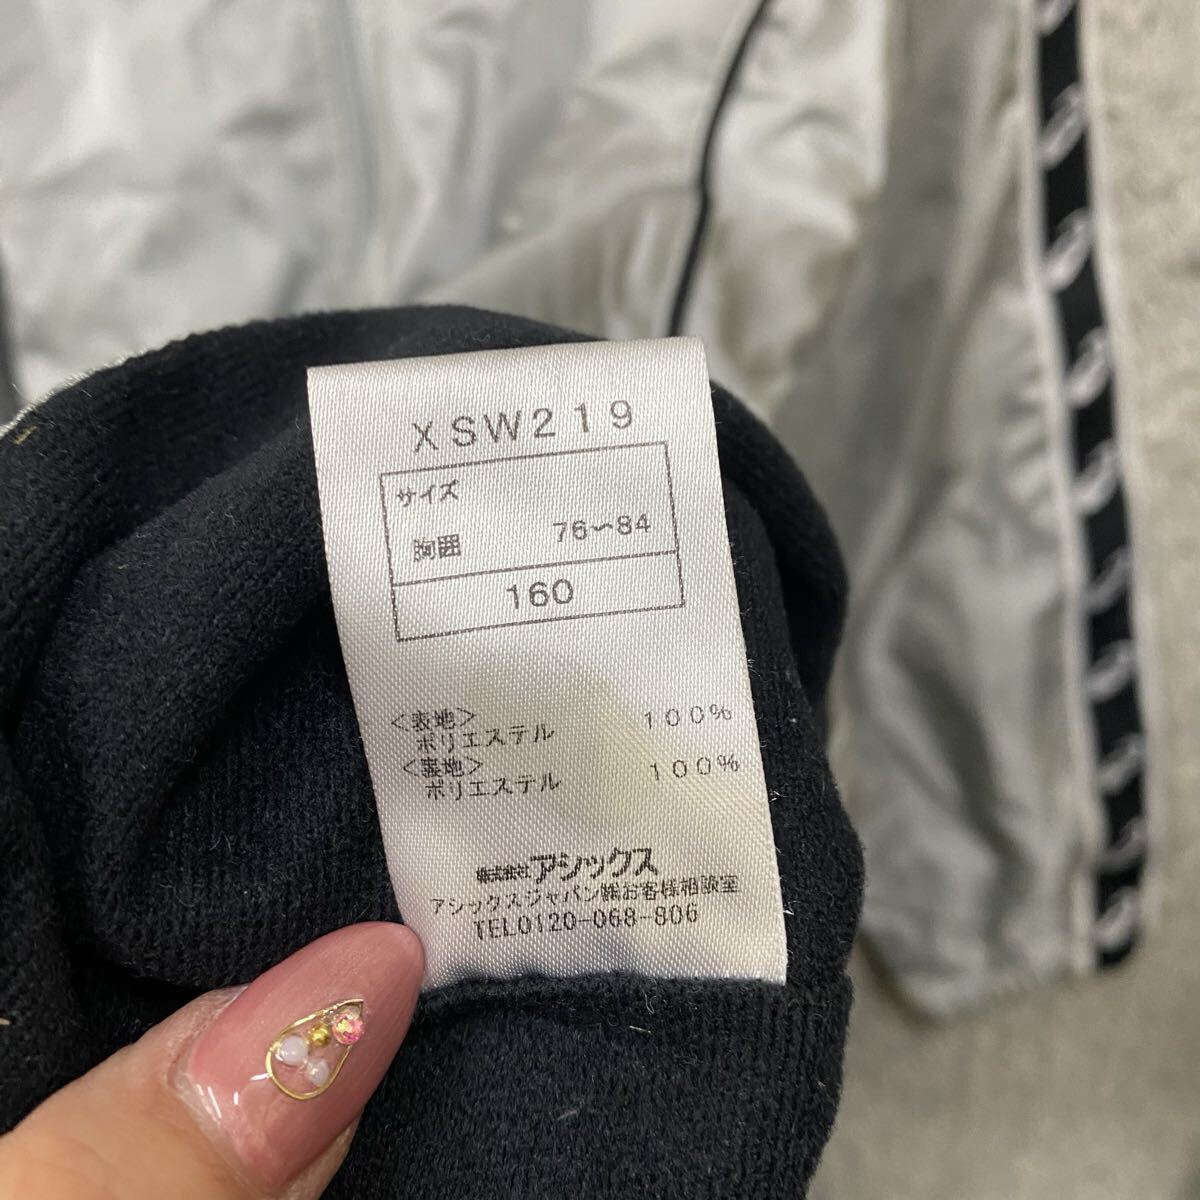 XSW219
サイズ
胸囲 76〜84
160
<表地>
ポリエステル 100%
<裏地>
ポリエステル 100%
株式会社アシックス
アシックスジャパン㈱お客様相談室
TEL0120-068-806